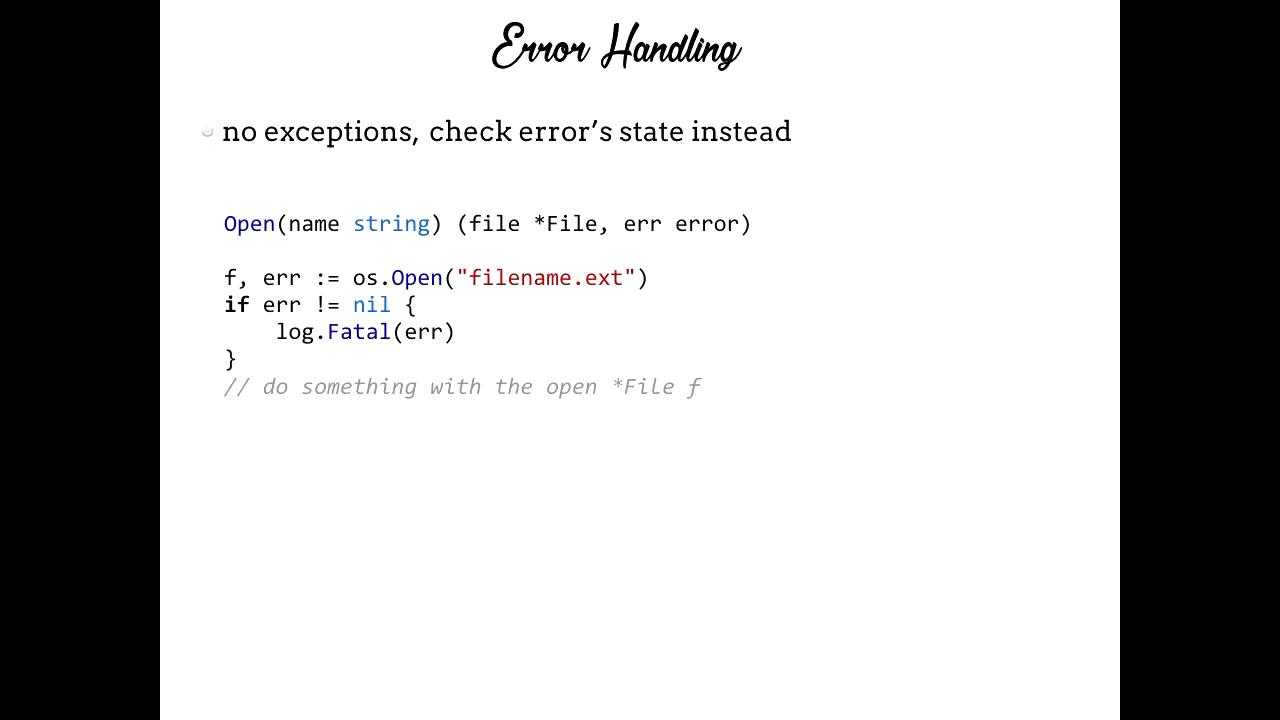 Error Handling
no exceptions, check error’s state instead
Open(name string) (file *File, err error)
f, err := os.Open("filename.ext")
if err != nil {
    log.Fatal(err)
}
// do something with the open *File f